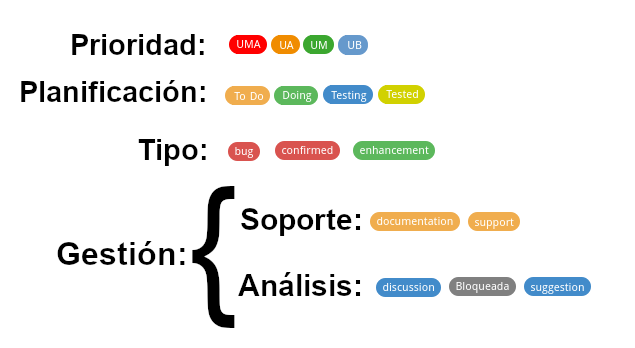 Prioridad: UMA UA UM UB
Planificación: To Do Doing Testing Tested
Tipo: bug confirmed enhancement
Soporte: documentation support
Gestión:
Análisis: discussion Bloqueada suggestion